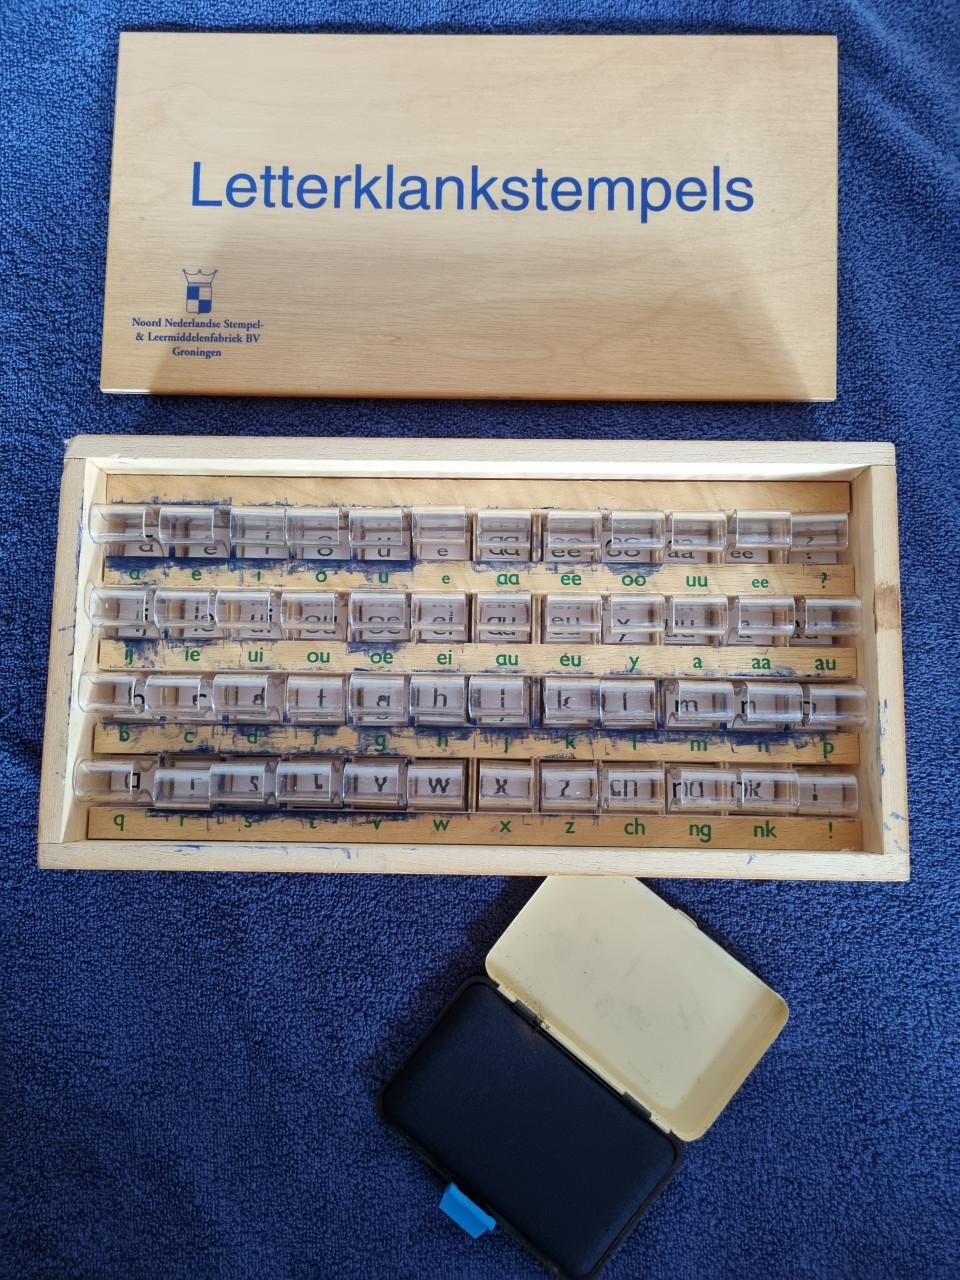 Letterklankstempels
Noord Nederlandse Stempel-
& Leermiddelenfabriek BV
Groningen
a e i o u e aa ee oo uu ee ?
ij ie ui ou oe ei au eu y a aa au
b c d f g h j k l m n p
q r s t v w x z ch ng nk !